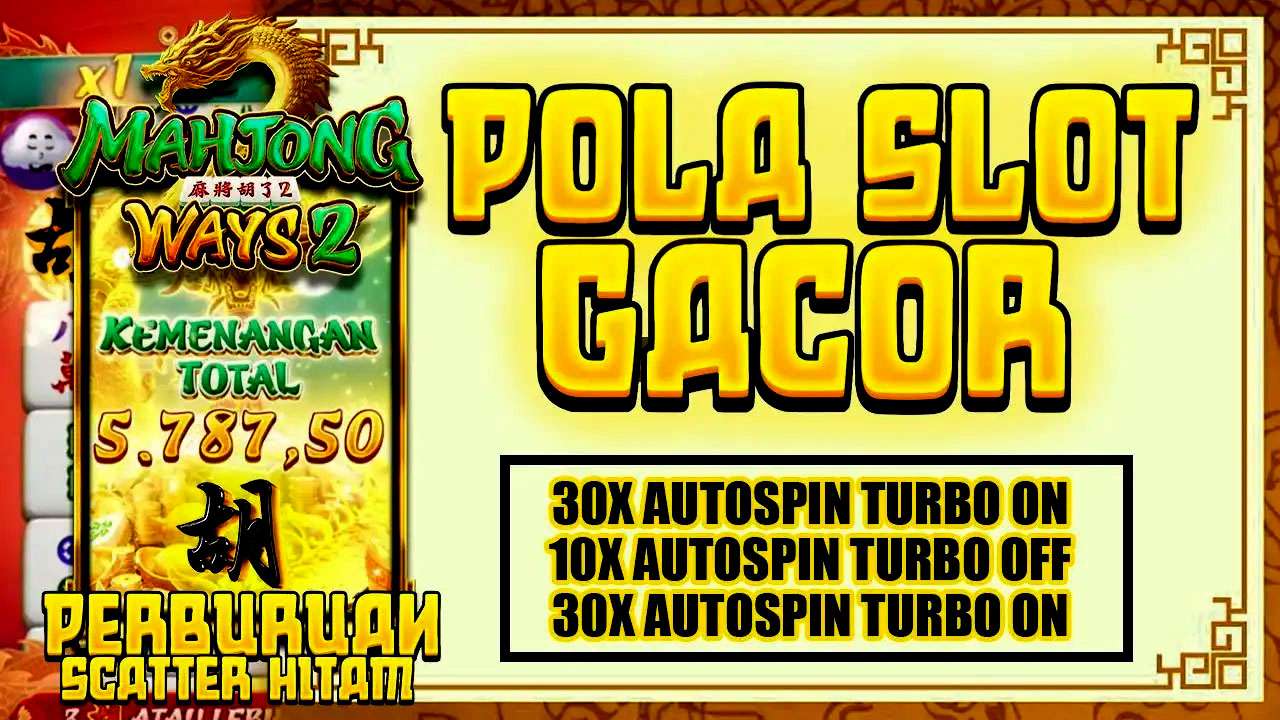 x1
MAHJONG
麻將胡了2
WAYS 2
KEMENANGAN
TOTAL
5.787,50
胡
PERBURUAN
SCATTER HITAM
POLA SLOT
GACOR
30X AUTOSPIN TURBO ON
10X AUTOSPIN TURBO OFF
30X AUTOSPIN TURBO ON